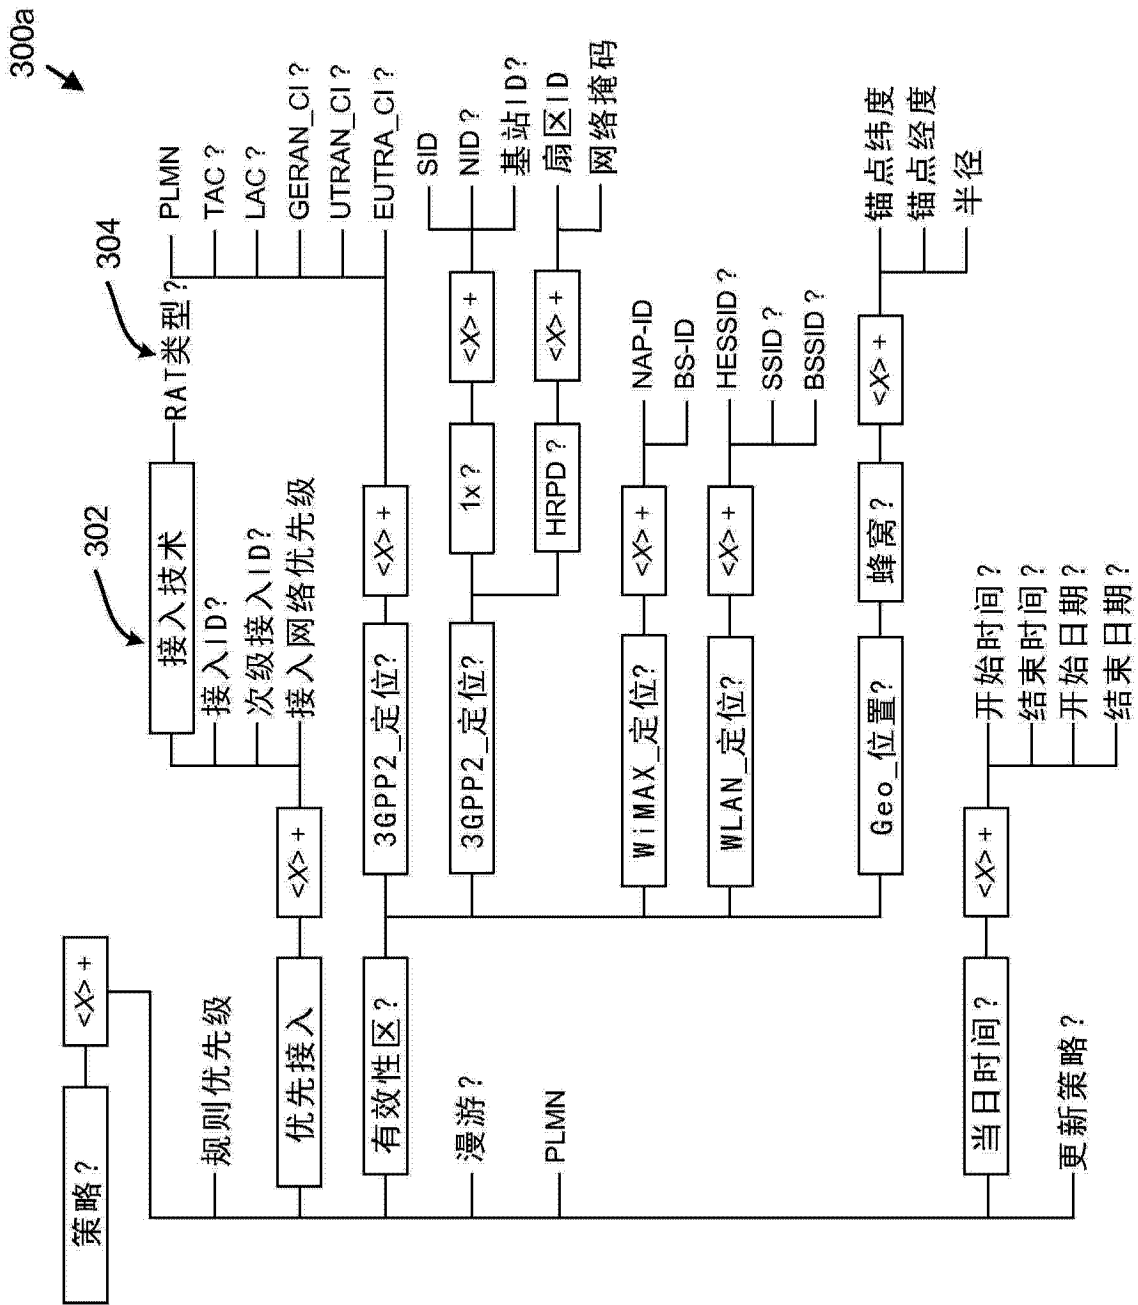 300a
策略?
<X>+
规则优先级
优先接入
<X>+
接入技术
302
RAT类型?
304
接入ID?
次级接入ID?
接入网络优先级
有效性区?
3GPP2_定位?
<X>+
PLMN
TAC?
LAC?
GERAN_CI?
UTRAN_CI?
EUTRA_CI?
3GPP2_定位?
1x?
<X>+
SID
NID?
基站ID?
HRPD?
<X>+
扇区ID
网络掩码
WiMAX_定位?
<X>+
NAP-ID
BS-ID
WLAN_定位?
<X>+
HESSID?
SSID?
BSSID?
Geo_位置?
蜂窝?
<X>+
锚点纬度
锚点经度
半径
漫游?
PLMN
当日时间?
<X>+
开始时间?
结束时间?
开始日期?
结束日期?
更新策略?